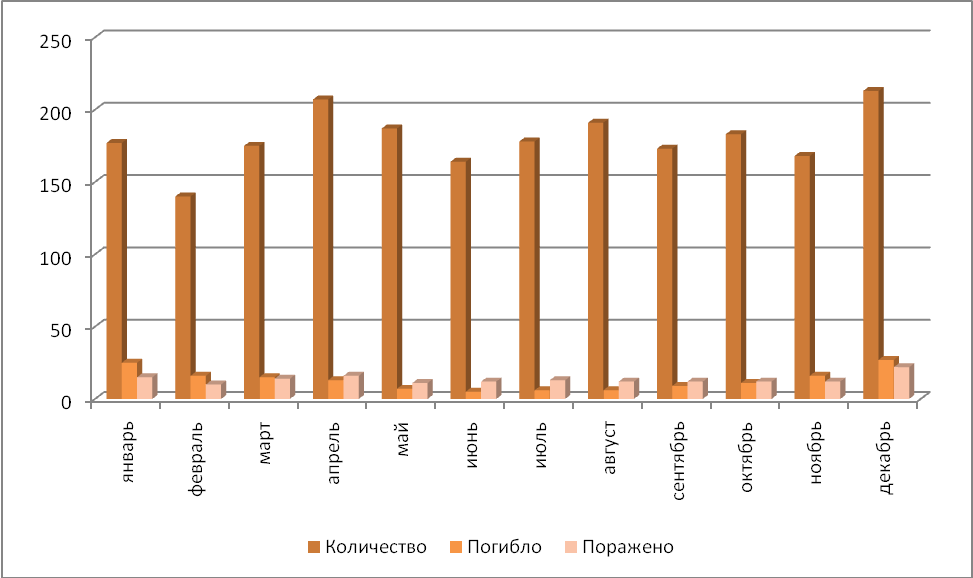 250
200
150
100
50
0
январь
февраль
март
апрель
май
июнь
июль
август
сентябрь
октябрь
ноябрь
декабрь
Количество Погибло Поражено